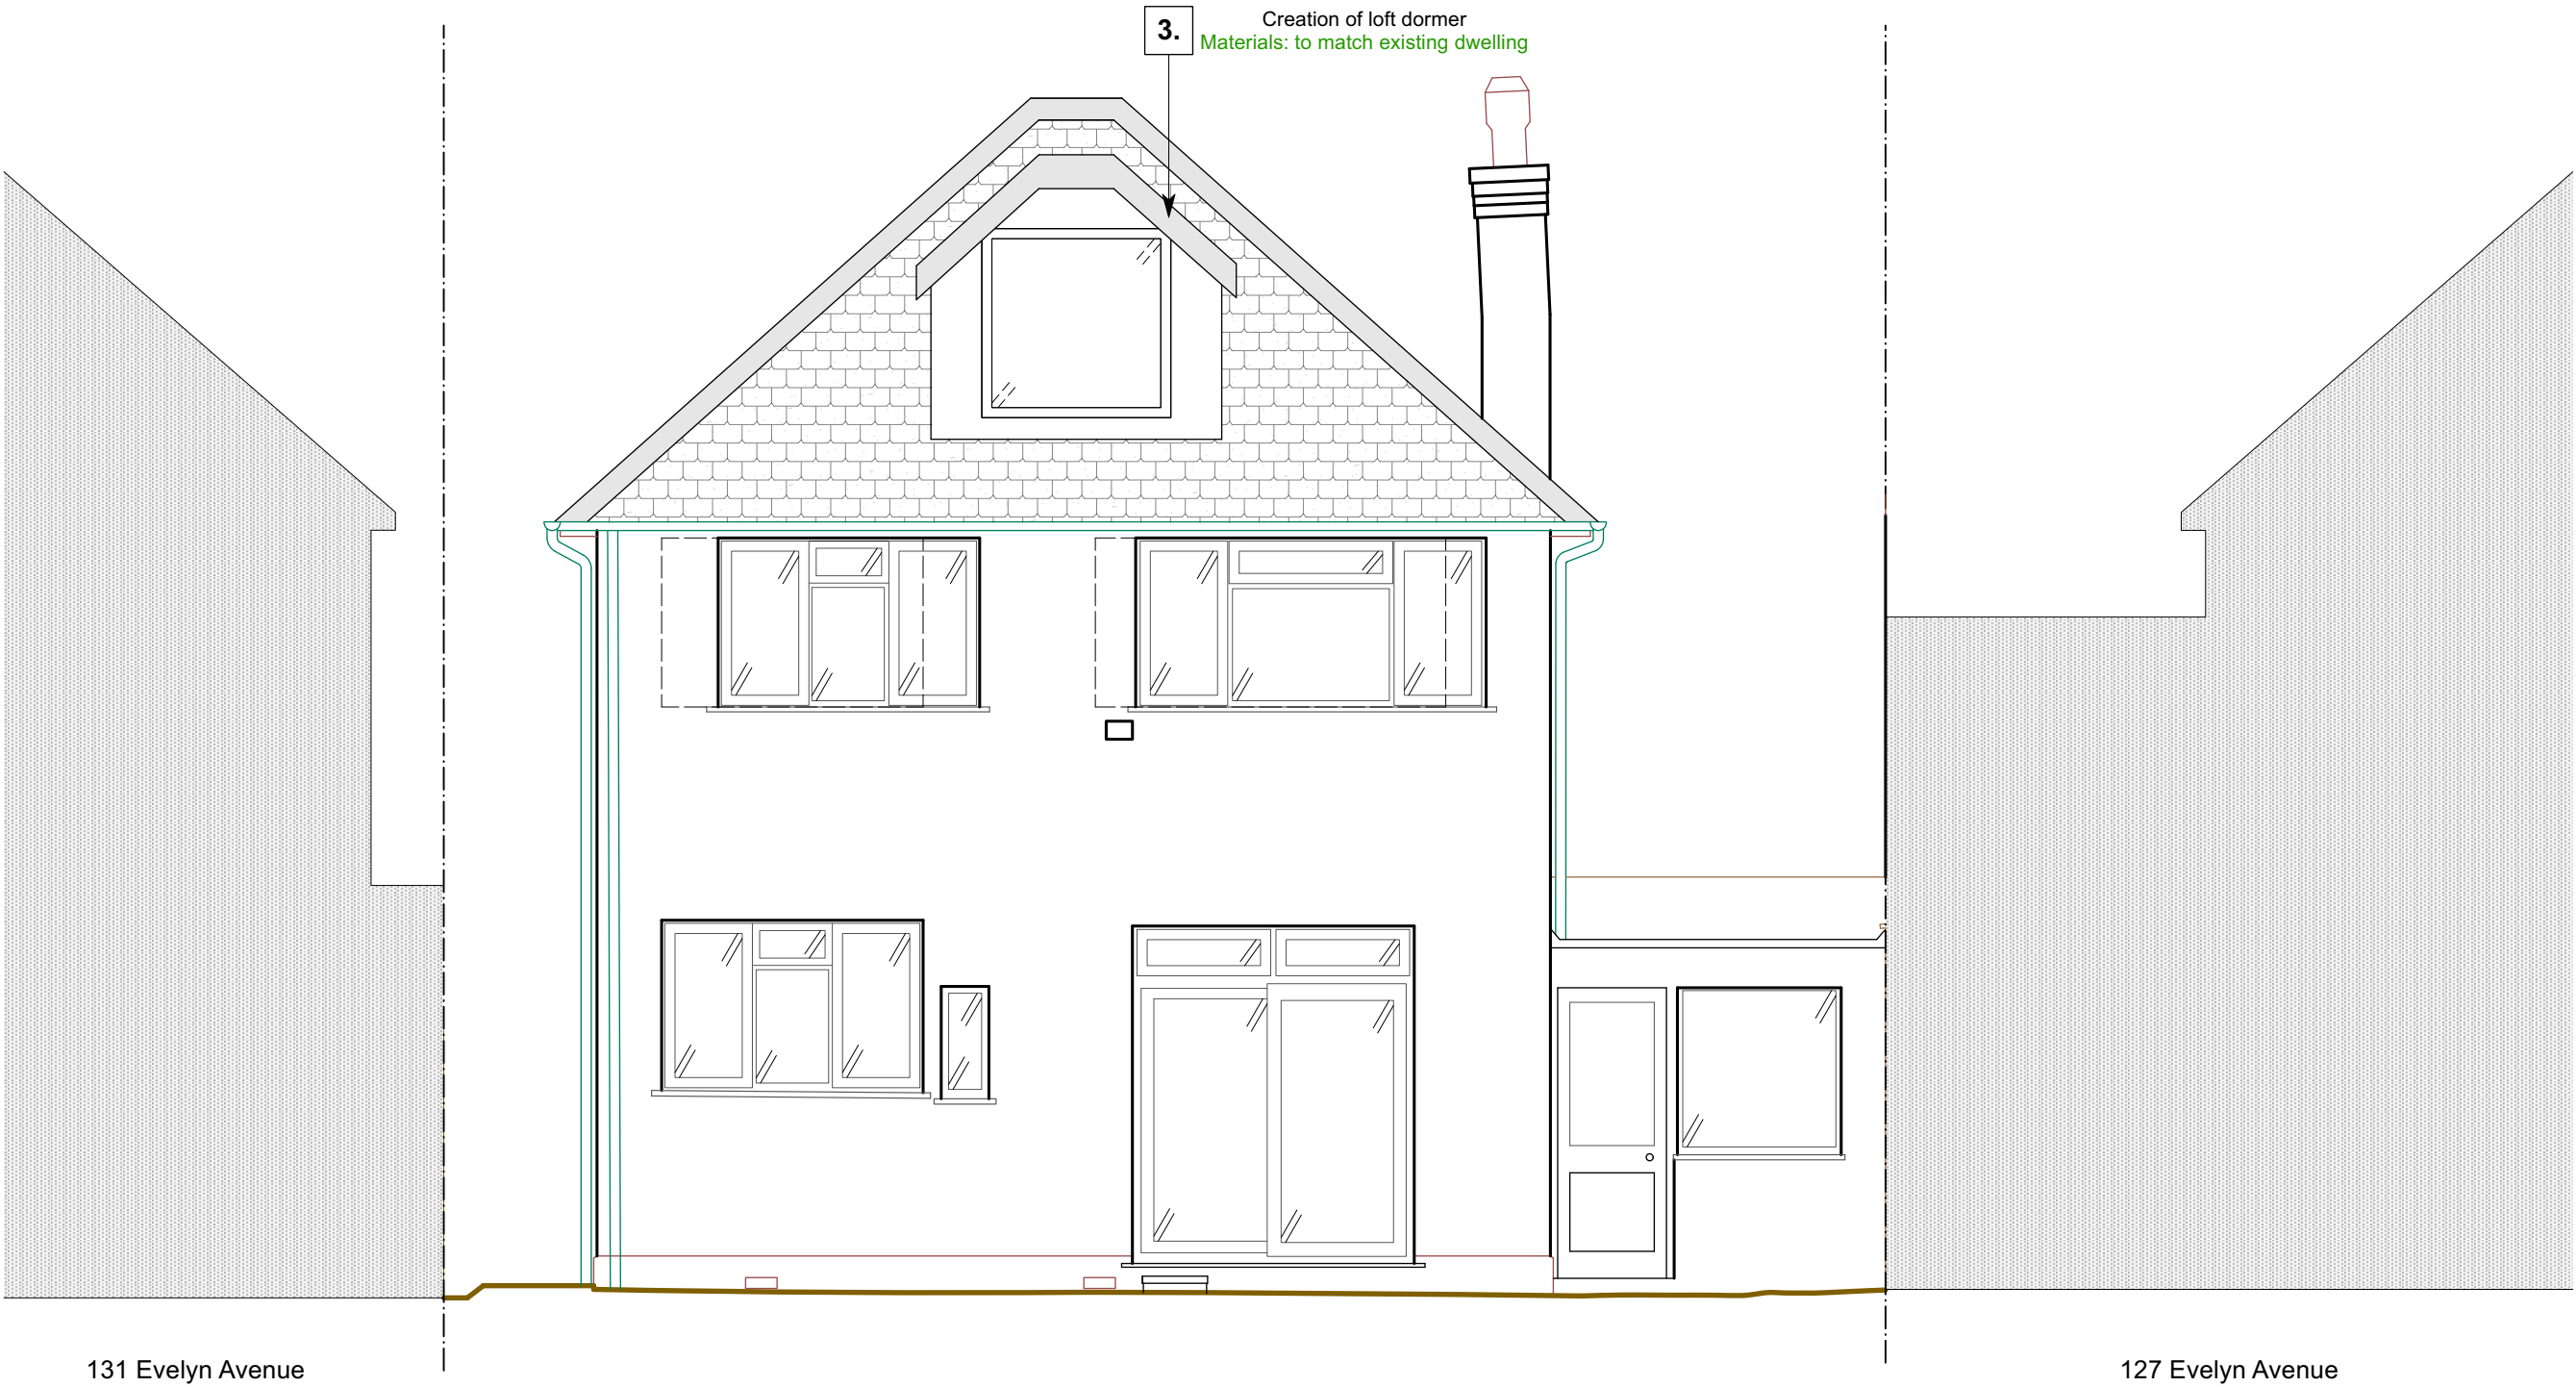 3.
Creation of loft dormer
Materials: to match existing dwelling
131 Evelyn Avenue
127 Evelyn Avenue